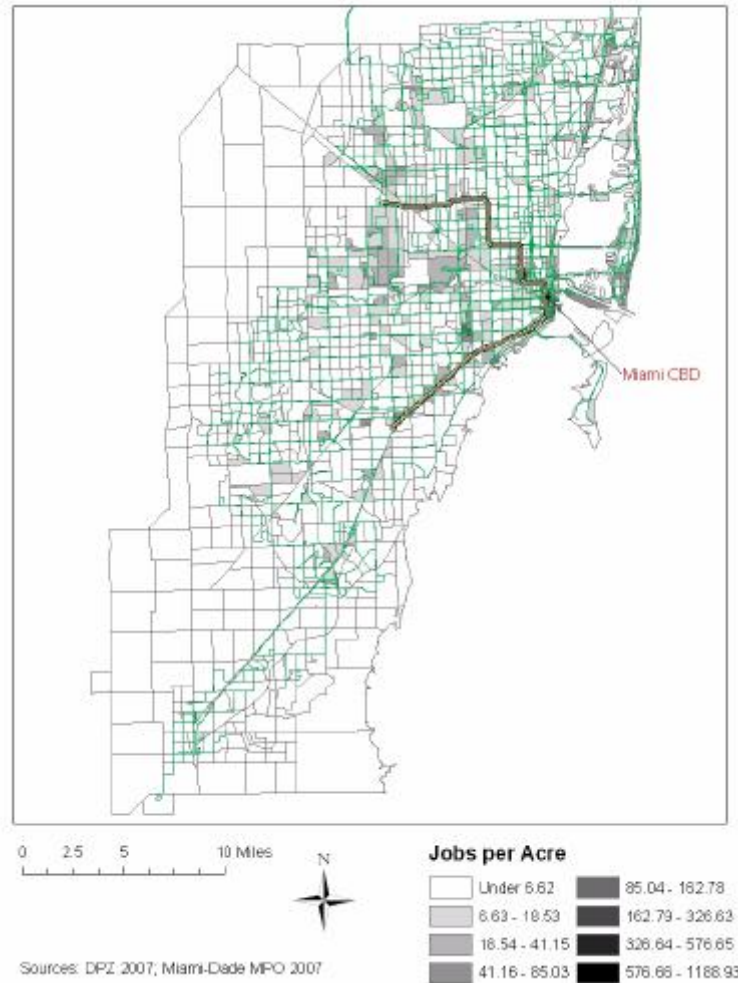 Miami CBD
0 2.5 5 10 Miles
N
Jobs per Acre
Under 6.62
85.04 - 162.78
6.63 - 18.53
162.79 - 326.63
18.54 - 41.15
326.64 - 576.65
41.16 - 85.03
576.66 - 1188.93
Sources: DPZ 2007; Miami-Dade MPO 2007